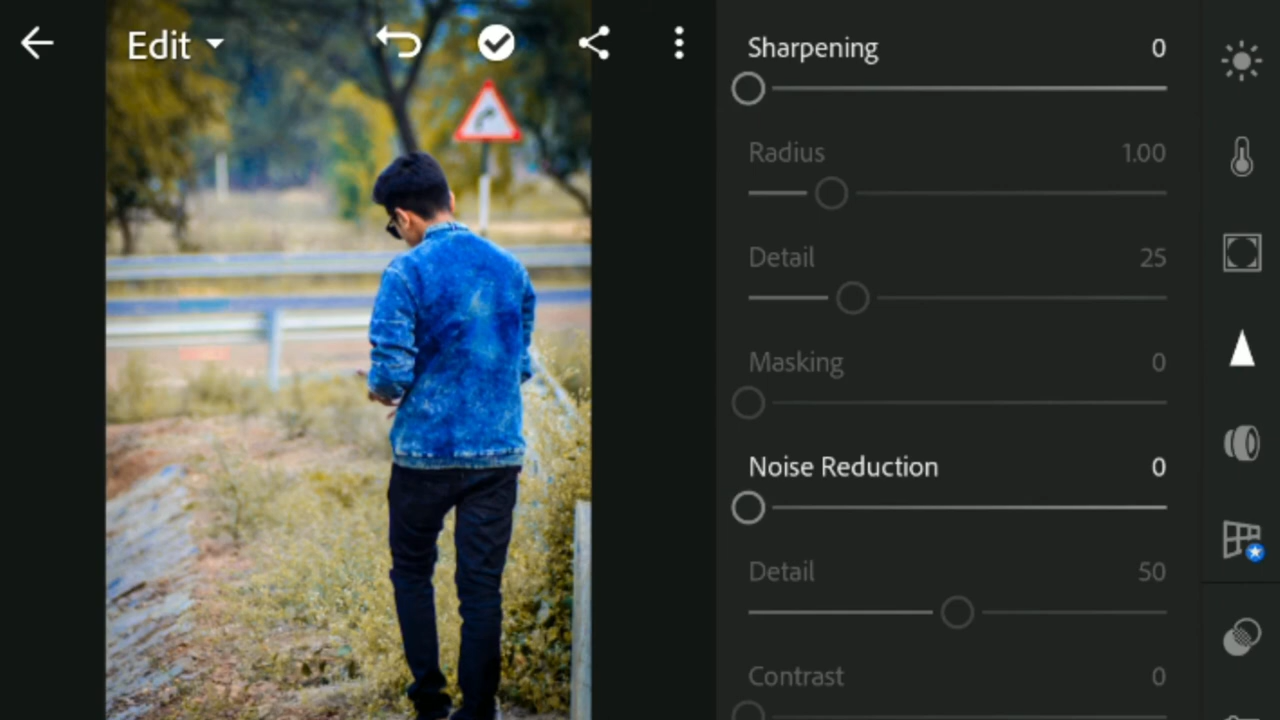 Edit
Sharpening 0
Radius 1.00
Detail 25
Masking 0
Noise Reduction 0
Detail 50
Contrast 0